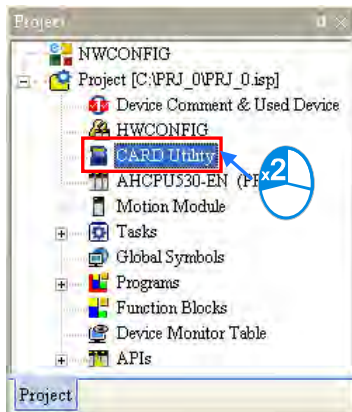 Project
NWCONFIG
Project [C:\PRJ_0\PRJ_0.isp]
Device Comment & Used Device
HWCONFIG
CARD Utility
x2
AHCPU530-EN (PR
Motion Module
Tasks
Global Symbols
Programs
Function Blocks
Device Monitor Table
APIs
Project